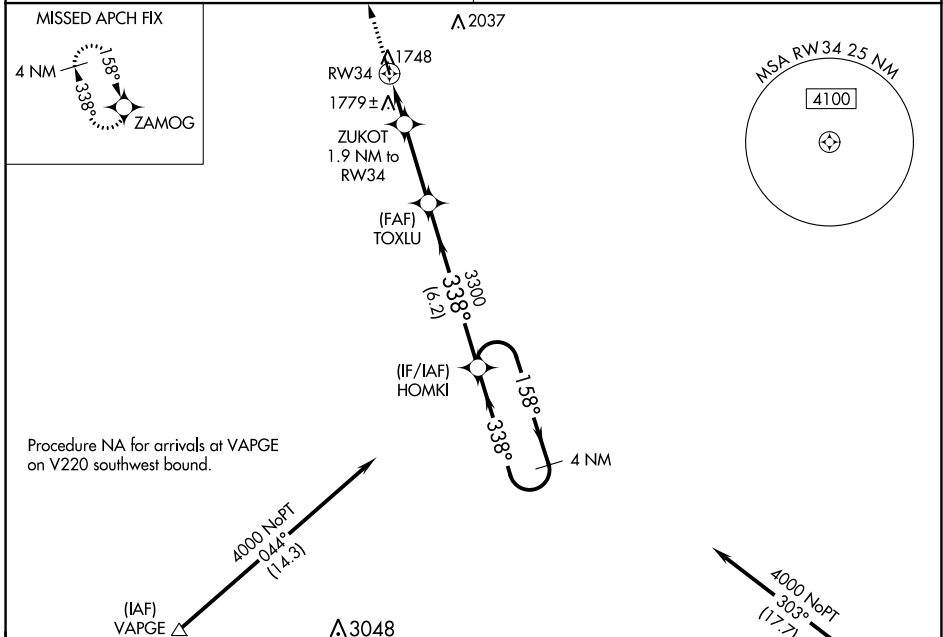 MISSED APCH FIX
4 NM
158°
338°
ZAMOG
2037
1748
RW34
1779±
ZUKOT
1.9 NM to
RW34
(FAF)
TOXLU
3300
338°
(6.2)
(IF/IAF)
HOMKI
158°
338°
4 NM
MSA RW34 25 NM
4100
Procedure NA for arrivals at VAPGE
on V220 southwest bound.
4000 NoPT
044°
(14.3)
(IAF)
VAPGE
3048
4000 NoPT
303°
(17.7)